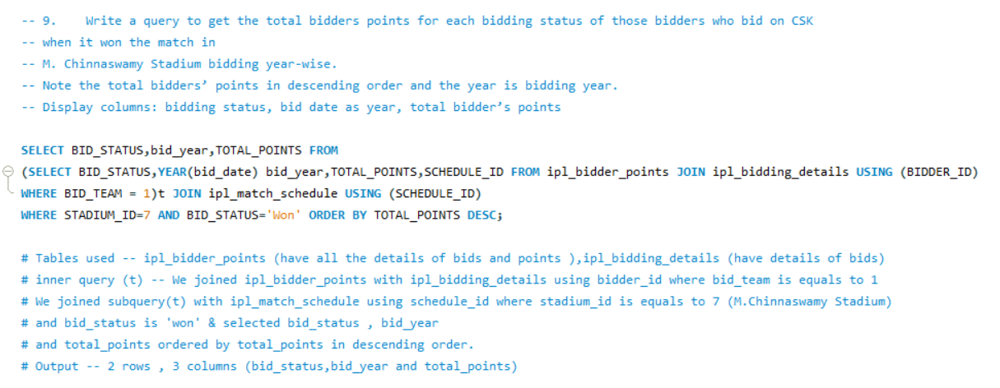 -- 9.    Write a query to get the total bidders points for each bidding status of those bidders who bid on CSK
-- when it won the match in
-- M. Chinnaswamy Stadium bidding year-wise.
-- Note the total bidders’ points in descending order and the year is bidding year.
-- Display columns: bidding status, bid date as year, total bidder’s points
SELECT BID_STATUS,bid_year,TOTAL_POINTS FROM
(SELECT BID_STATUS,YEAR(bid_date) bid_year,TOTAL_POINTS,SCHEDULE_ID FROM ipl_bidder_points JOIN ipl_bidding_details USING (BIDDER_ID)
WHERE BID_TEAM = 1)t JOIN ipl_match_schedule USING (SCHEDULE_ID)
WHERE STADIUM_ID=7 AND BID_STATUS='Won' ORDER BY TOTAL_POINTS DESC;
# Tables used -- ipl_bidder_points (have all the details of bids and points ),ipl_bidding_details (have details of bids)
# inner query (t) -- We joined ipl_bidder_points with ipl_bidding_details using bidder_id where bid_team is equals to 1
# We joined subquery(t) with ipl_match_schedule using schedule_id where stadium_id is equals to 7 (M.Chinnaswamy Stadium)
# and bid_status is 'won' & selected bid_status , bid_year
# and total_points ordered by total_points in descending order.
# Output -- 2 rows , 3 columns (bid_status,bid_year and total_points)